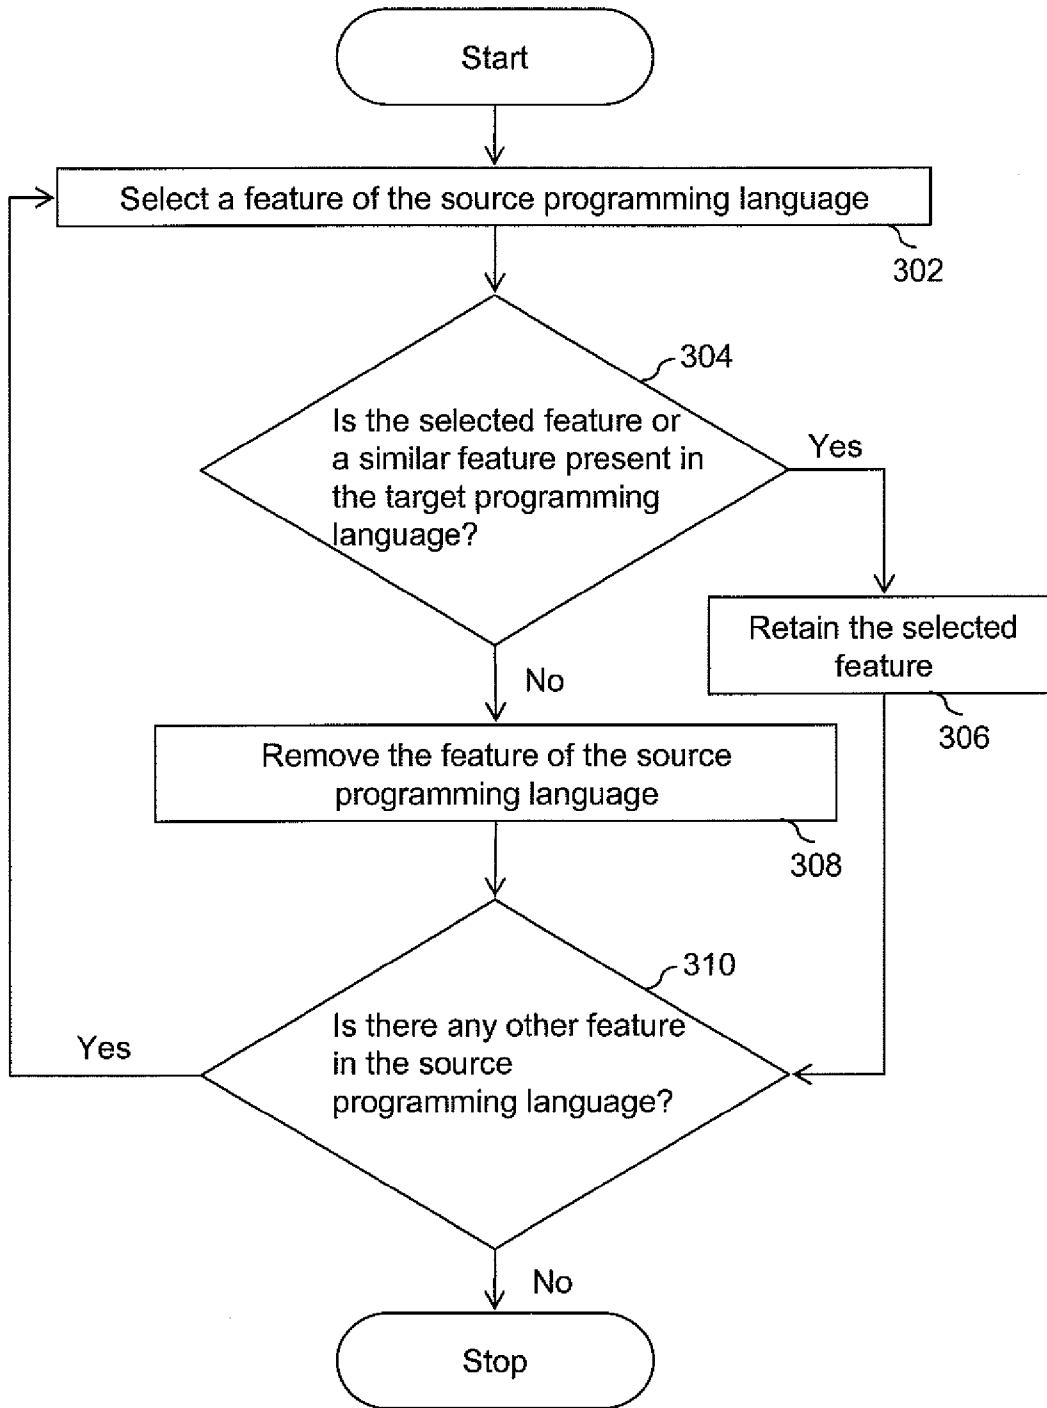 Start
Select a feature of the source programming language
302
304
Is the selected feature or
a similar feature present in
the target programming
language?
Yes
Retain the selected
feature
306
No
Remove the feature of the source
programming language
308
310
Is there any other feature
in the source
programming language?
Yes
No
Stop